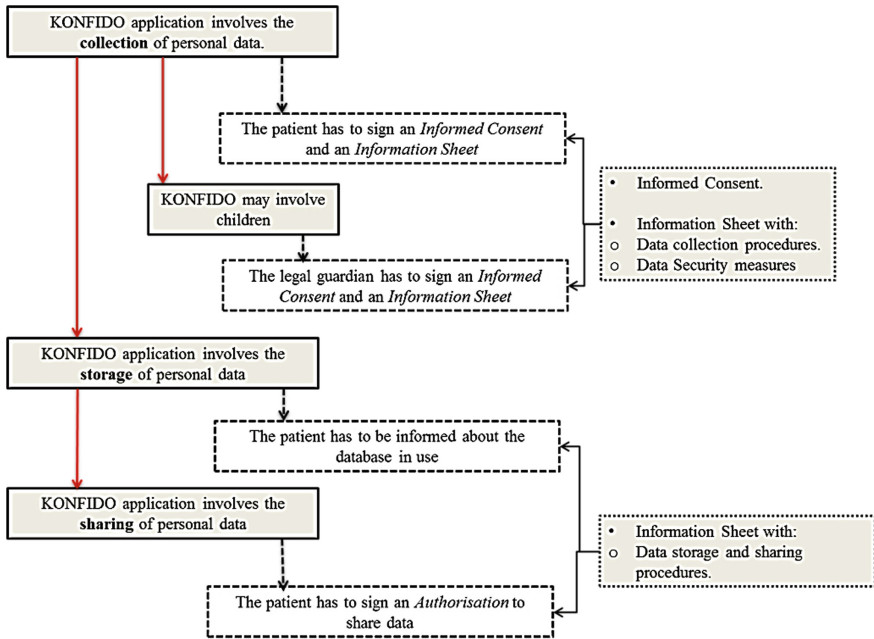 KONFIDO application involves the
collection of personal data.
The patient has to sign an Informed Consent
and an Information Sheet
KONFIDO may involve
children
The legal guardian has to sign an Informed
Consent and an Information Sheet
• Informed Consent.
• Information Sheet with:
o Data collection procedures.
o Data Security measures
KONFIDO application involves the
storage of personal data
The patient has to be informed about the
database in use
KONFIDO application involves the
sharing of personal data
• Information Sheet with:
o Data storage and sharing
procedures.
The patient has to sign an Authorisation to
share data